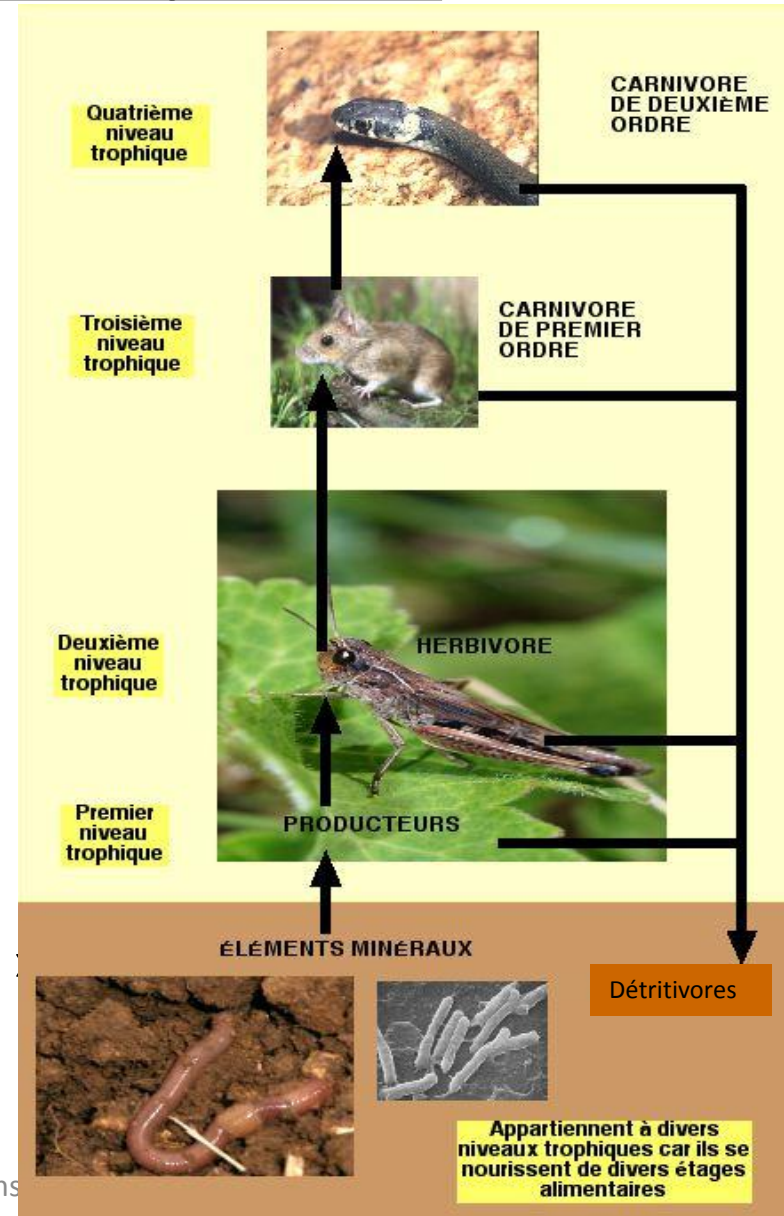 Quatrième
niveau
trophique
CARNIVORE
DE DEUXIÈME
ORDRE
Troisième
niveau
trophique
CARNIVORE
DE PREMIER
ORDRE
Deuxième
niveau
trophique
HERBIVORE
Premier
niveau
trophique
PRODUCTEURS
ÉLÉMENTS MINÉRAUX
Détritivores
Appartiennent à divers
niveaux trophiques car ils se
nourissent de divers étages
alimentaires